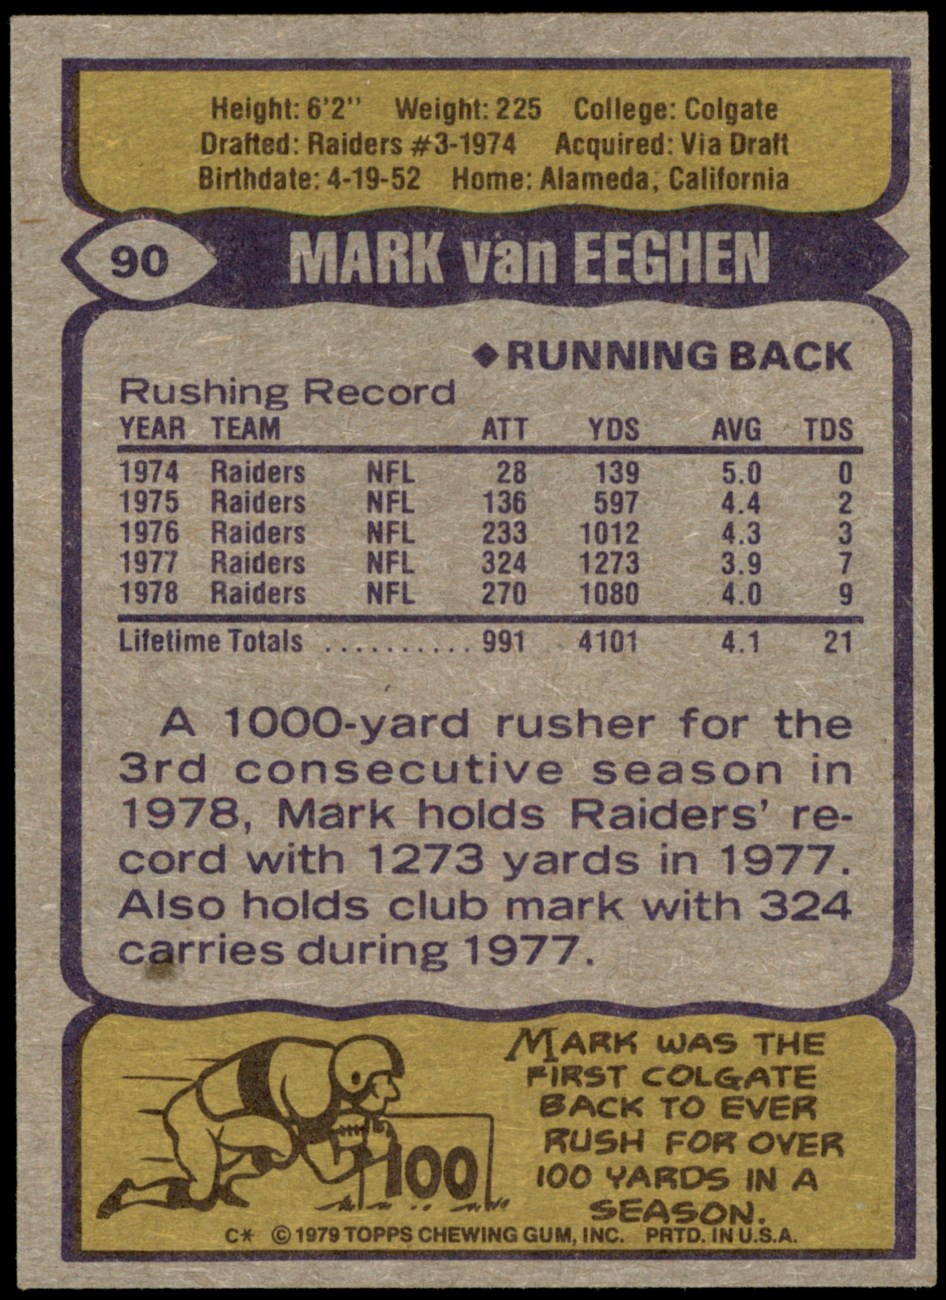 Height: 6'2" Weight: 225 College: Colgate
Drafted: Raiders #3-1974 Acquired: Via Draft
Birthdate: 4-19-52 Home: Alameda, California
90 MARK van EEGHEN
◆RUNNING BACK
Rushing Record
YEAR TEAM ATT YDS AVG TDS
1974 Raiders NFL 28 139 5.0 0
1975 Raiders NFL 136 597 4.4 2
1976 Raiders NFL 233 1012 4.3 3
1977 Raiders NFL 324 1273 3.9 7
1978 Raiders NFL 270 1080 4.0 9
Lifetime Totals .......... 991 4101 4.1 21
A 1000-yard rusher for the
3rd consecutive season in
1978, Mark holds Raiders' re-
cord with 1273 yards in 1977.
Also holds club mark with 324
carries during 1977.
MARK WAS THE
FIRST COLGATE
BACK TO EVER
RUSH FOR OVER
100 YARDS IN A
SEASON.
100
C* ©1979 TOPPS CHEWING GUM, INC. PRTD. IN U.S.A.